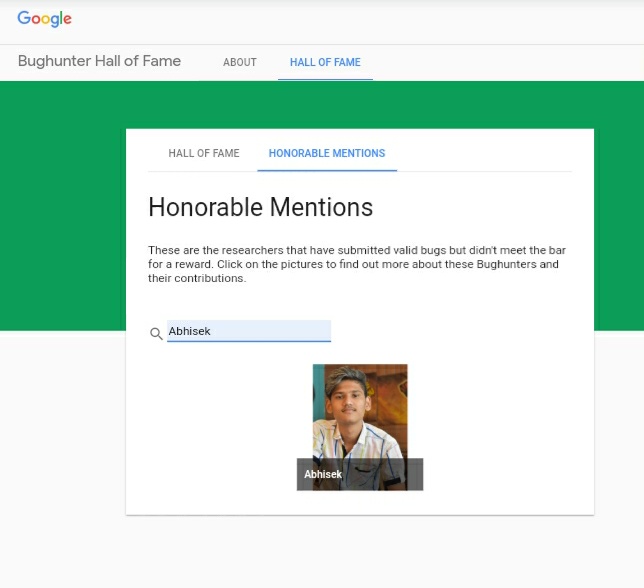 Google
Bughunter Hall of Fame ABOUT HALL OF FAME
HALL OF FAME HONORABLE MENTIONS
Honorable Mentions
These are the researchers that have submitted valid bugs but didn't meet the bar
for a reward. Click on the pictures to find out more about these Bughunters and
their contributions.
Abhisek
Abhisek